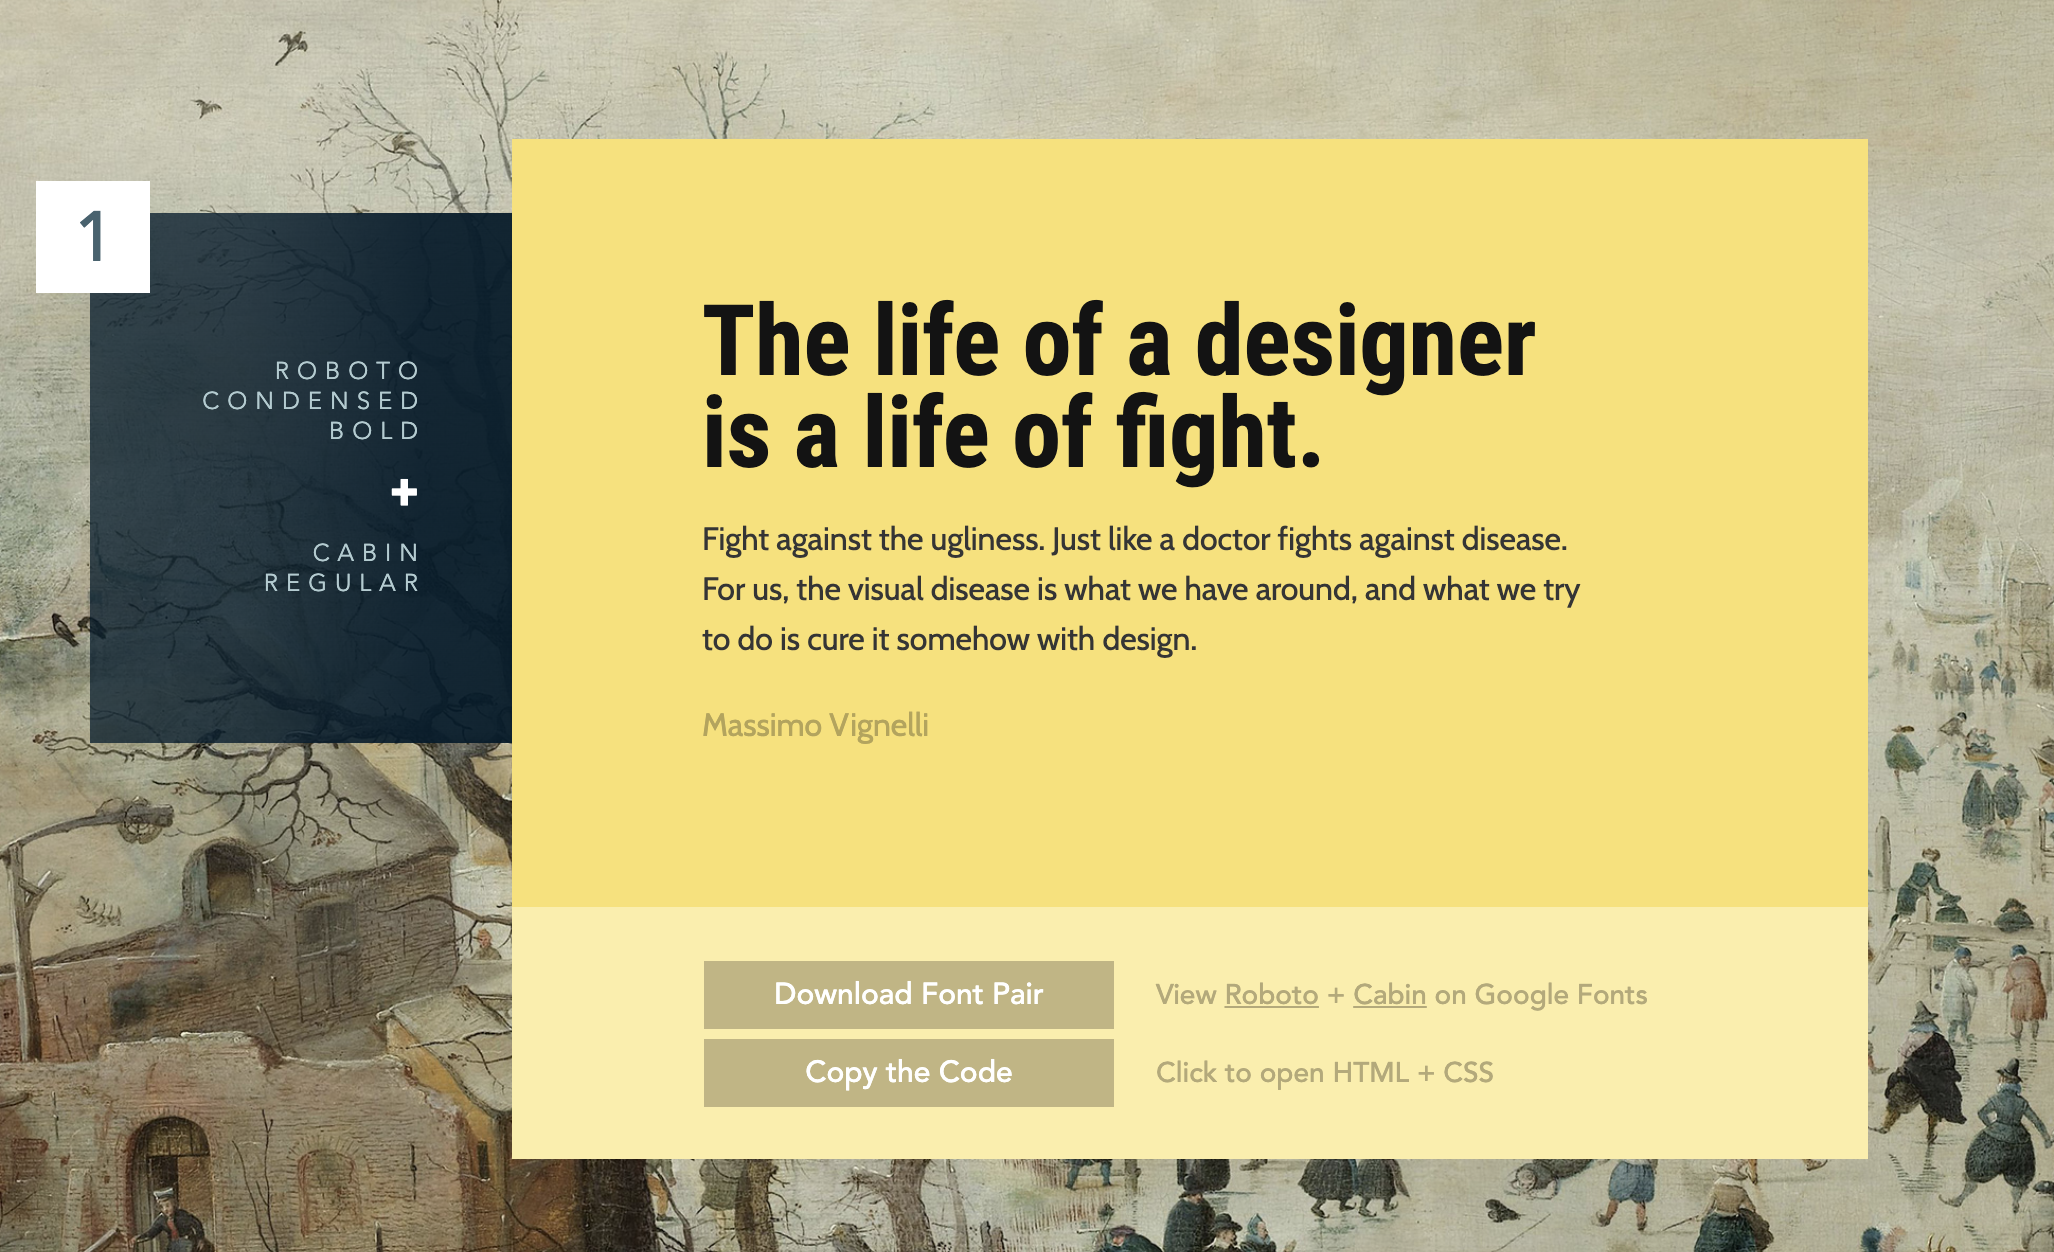 1
ROBOTO
CONDENSED
BOLD
+
CABIN
REGULAR
The life of a designer
is a life of fight.
Fight against the ugliness. Just like a doctor fights against disease.
For us, the visual disease is what we have around, and what we try
to do is cure it somehow with design.
Massimo Vignelli
Download Font Pair
View Roboto + Cabin on Google Fonts
Copy the Code
Click to open HTML + CSS